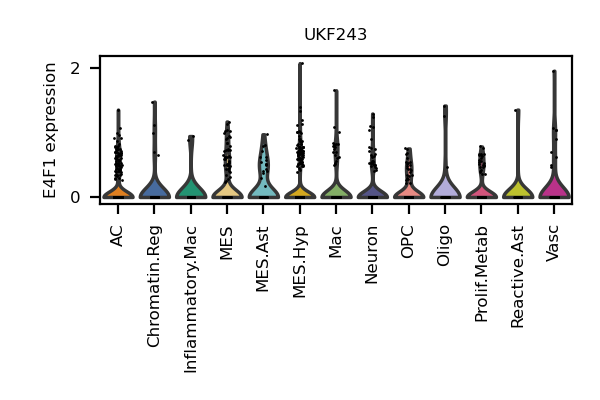 UKF243
E4F1 expression
2
0
AC
Chromatin.Reg
Inflammatory.Mac
MES
MES.Ast
MES.Hyp
Mac
Neuron
OPC
Oligo
Prolif.Metab
Reactive.Ast
Vasc